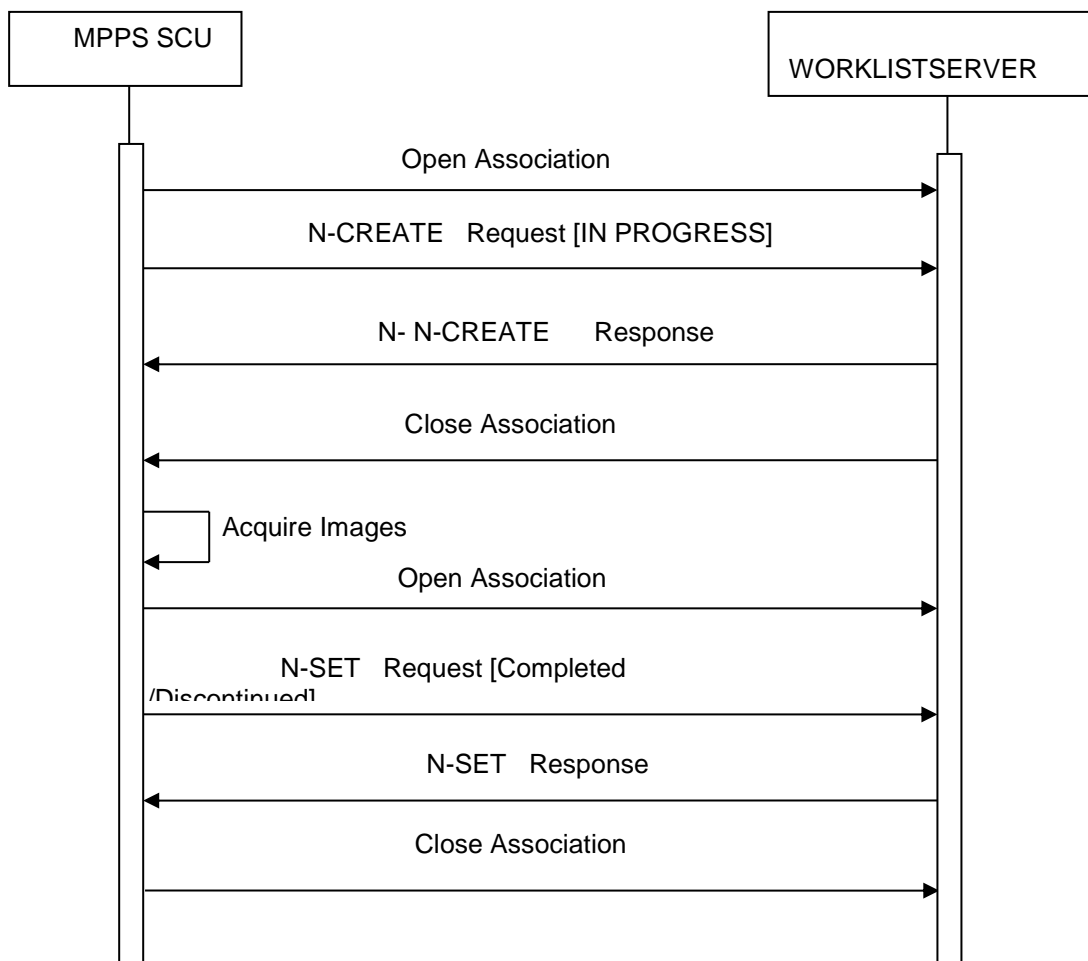 MPPS SCU
WORKLISTSERVER
Open Association
N-CREATE Request [IN PROGRESS]
N- N-CREATE Response
Close Association
Acquire Images
Open Association
N-SET Request [Completed
/Discontinued]
N-SET Response
Close Association